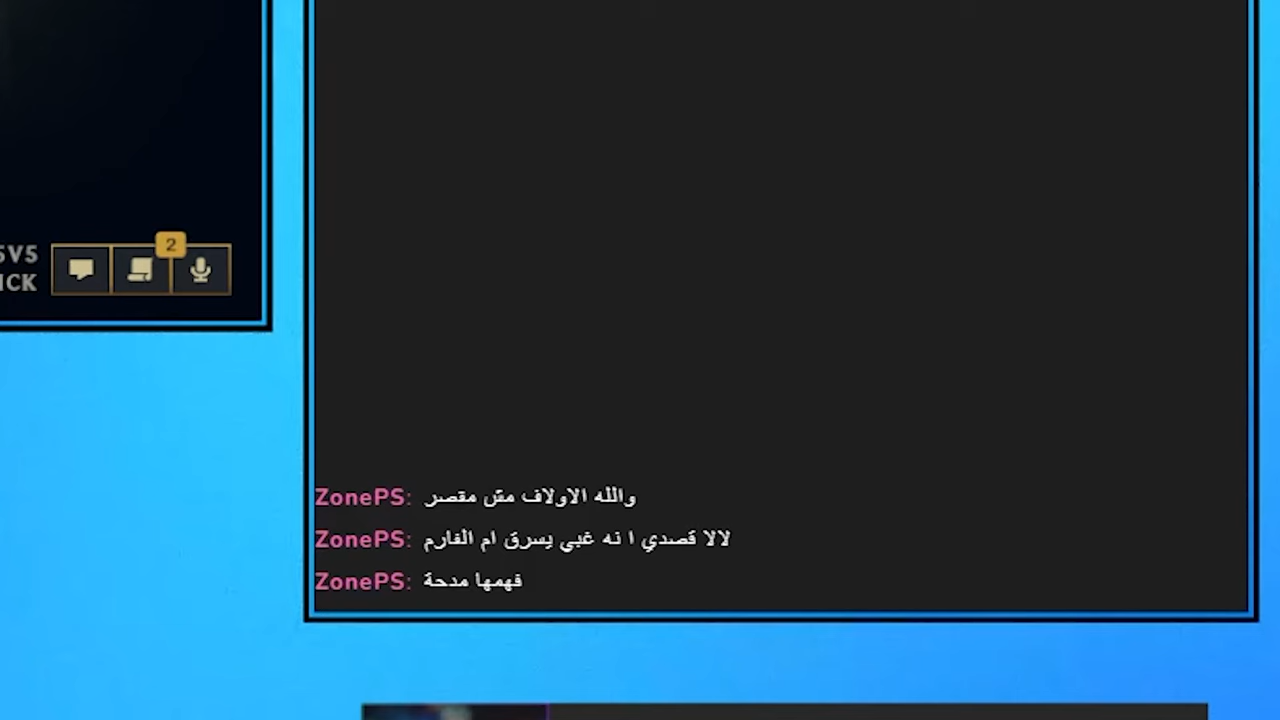 5V5
ICK
2
ZonePS: والله الاولاف مش مقصر
ZonePS: لالا قصدي ا نه غبي يسرق ام الفارم
ZonePS: فهمها مدحة